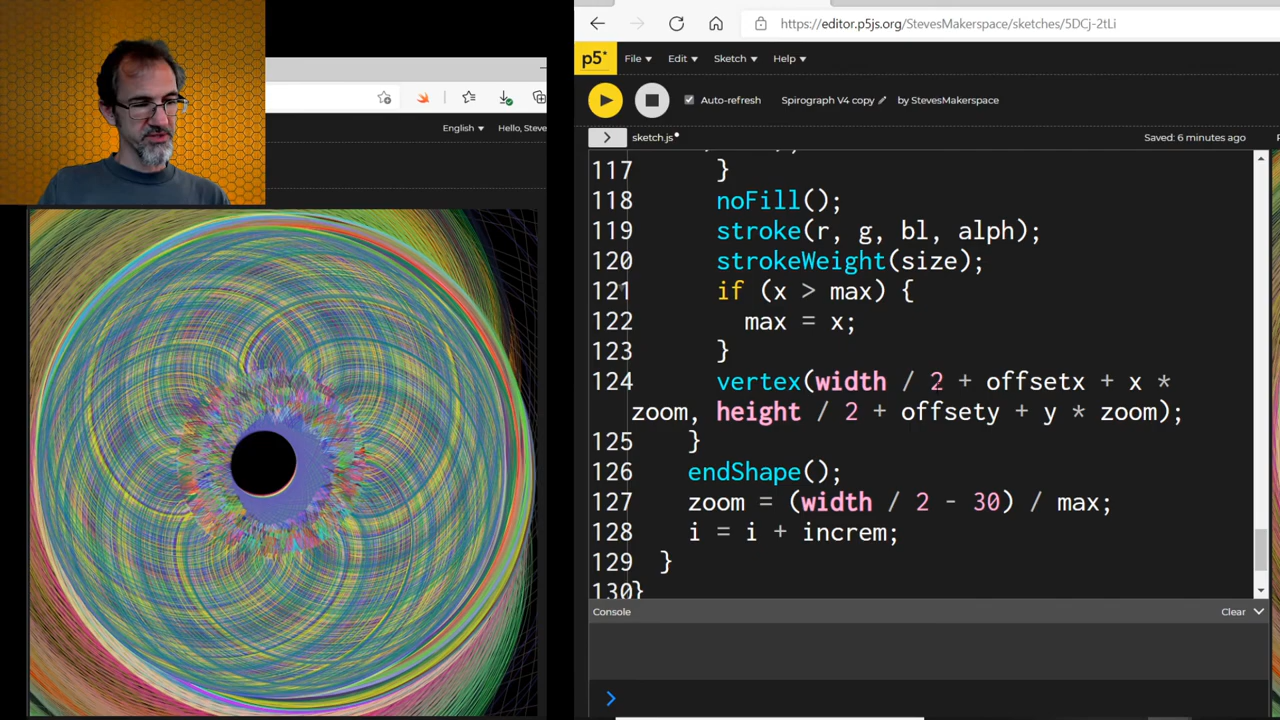 https://editor.p5js.org/StevesMakerspace/sketches/5DCj-2tLi
p5* File Edit Sketch Help
English Hello, Steve
Auto-refresh Spirograph V4 copy by StevesMakerspace
> sketch.js Saved: 6 minutes ago
117 }
118 noFill();
119 stroke(r, g, bl, alph);
120 strokeWeight(size);
121 if (x > max) {
122 max = x;
123 }
124 vertex(width / 2 + offsetx + x *
zoom, height / 2 + offsety + y * zoom);
125 }
126 endShape();
127 zoom = (width / 2 - 30) / max;
128 i = i + increm;
129 }
130}
Console Clear
>